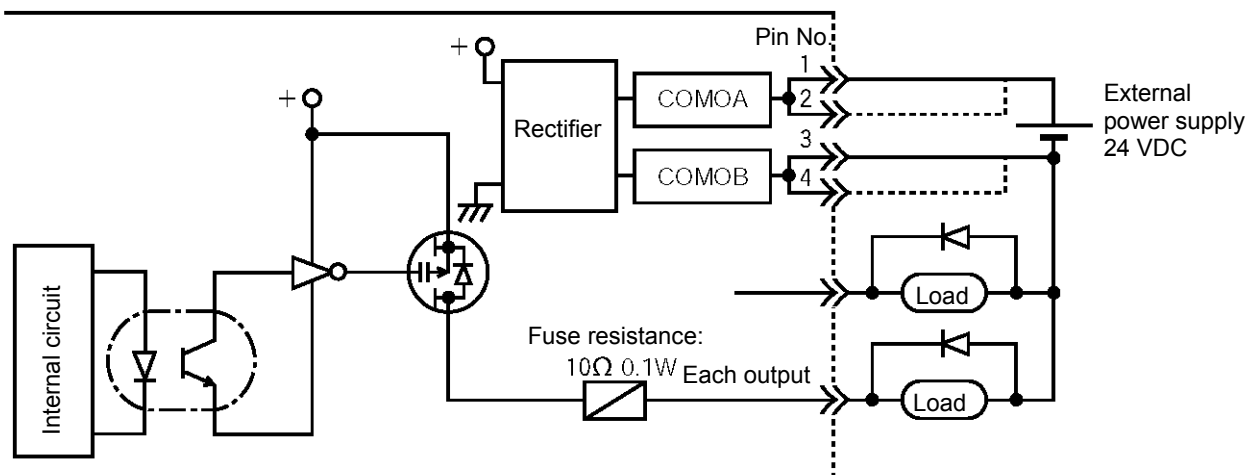 Pin No.
1
2
3
4
+
+
Rectifier
COMOA
COMOB
External
power supply
24 VDC
Internal circuit
Load
Fuse resistance:
10Ω 0.1W
Each output
Load